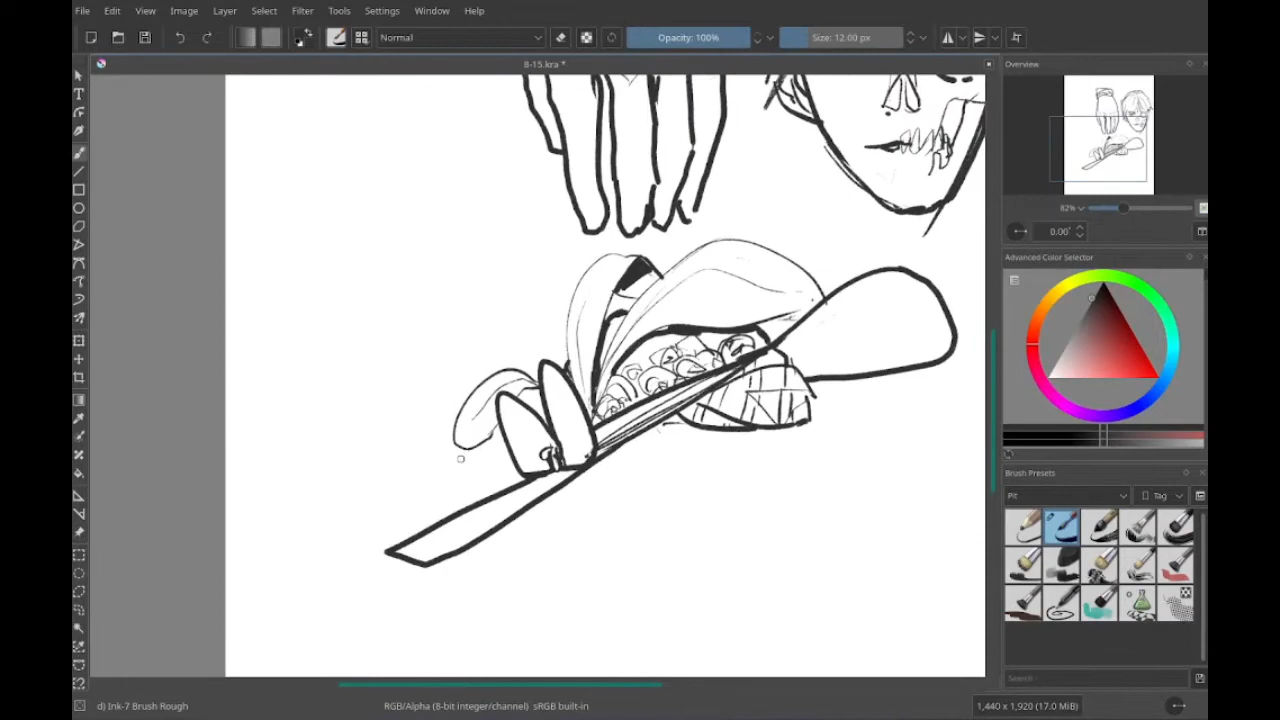 File Edit View Image Layer Select Filter Tools Settings Window Help
Normal Opacity: 100% Size: 12.00 px
8-15.kra * Overview
82%
0.00°
Advanced Color Selector
Brush Presets
Pit Tag
Search
d) Ink-7 Brush Rough RGB/Alpha (8-bit integer/channel) sRGB built-in 1,440 x 1,920 (17.0 MiB)